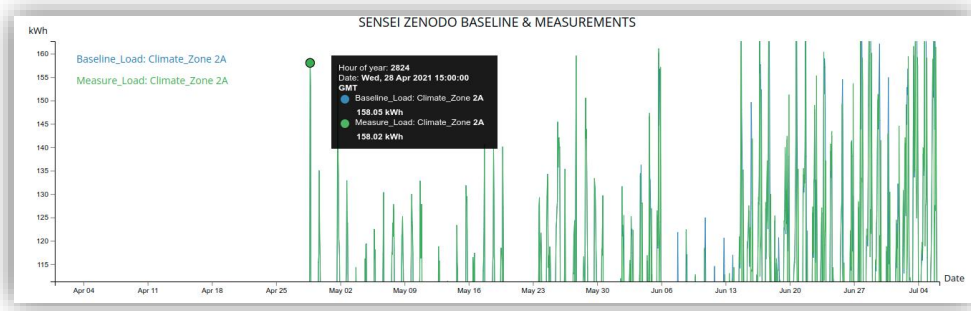 SENSEI ZENODO BASELINE & MEASUREMENTS
kWh
160
155
150
145
140
135
130
125
120
115
Baseline_Load: Climate_Zone 2A
Measure_Load: Climate_Zone 2A
Hour of year: 2824
Date: Wed, 28 Apr 2021 15:00:00
GMT
Baseline_Load: Climate_Zone 2A
158.05 kWh
Measure_Load: Climate_Zone 2A
158.02 kWh
Date
Apr 04 Apr 11 Apr 18 Apr 25 May 02 May 09 May 16 May 23 May 30 Jun 06 Jun 13 Jun 20 Jun 27 Jul 04